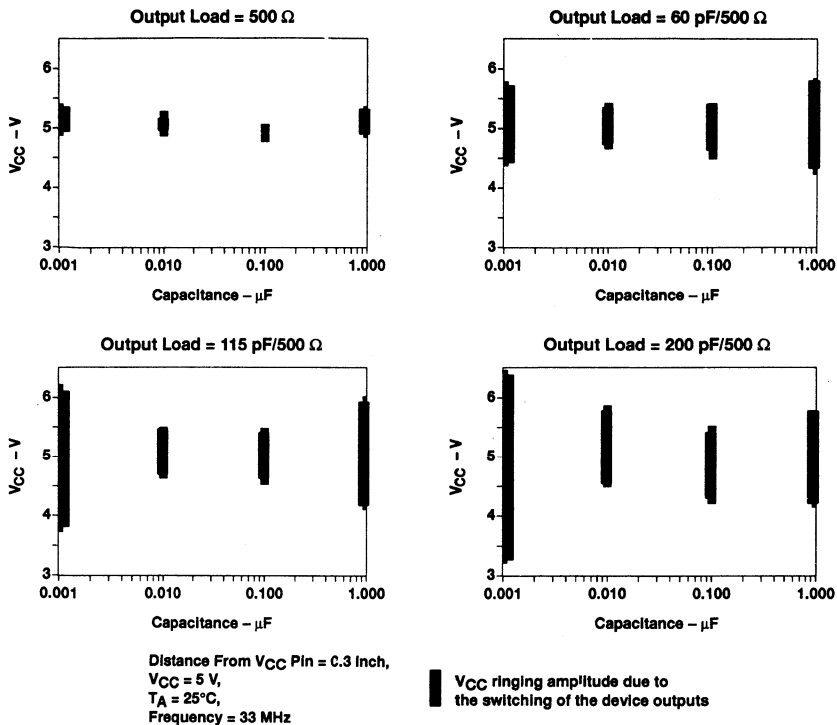 Output Load = 500 Ω
6
5
4
3
VCC – V
0.001 0.010 0.100 1.000
Capacitance – μF
Output Load = 60 pF/500 Ω
6
5
4
3
VCC – V
0.001 0.010 0.100 1.000
Capacitance – μF
Output Load = 115 pF/500 Ω
6
5
4
3
VCC – V
0.001 0.010 0.100 1.000
Capacitance – μF
Output Load = 200 pF/500 Ω
6
5
4
3
VCC – V
0.001 0.010 0.100 1.000
Capacitance – μF
Distance From VCC Pin = 0.3 Inch,
VCC = 5 V,
TA = 25°C,
Frequency = 33 MHz
VCC ringing amplitude due to
the switching of the device outputs